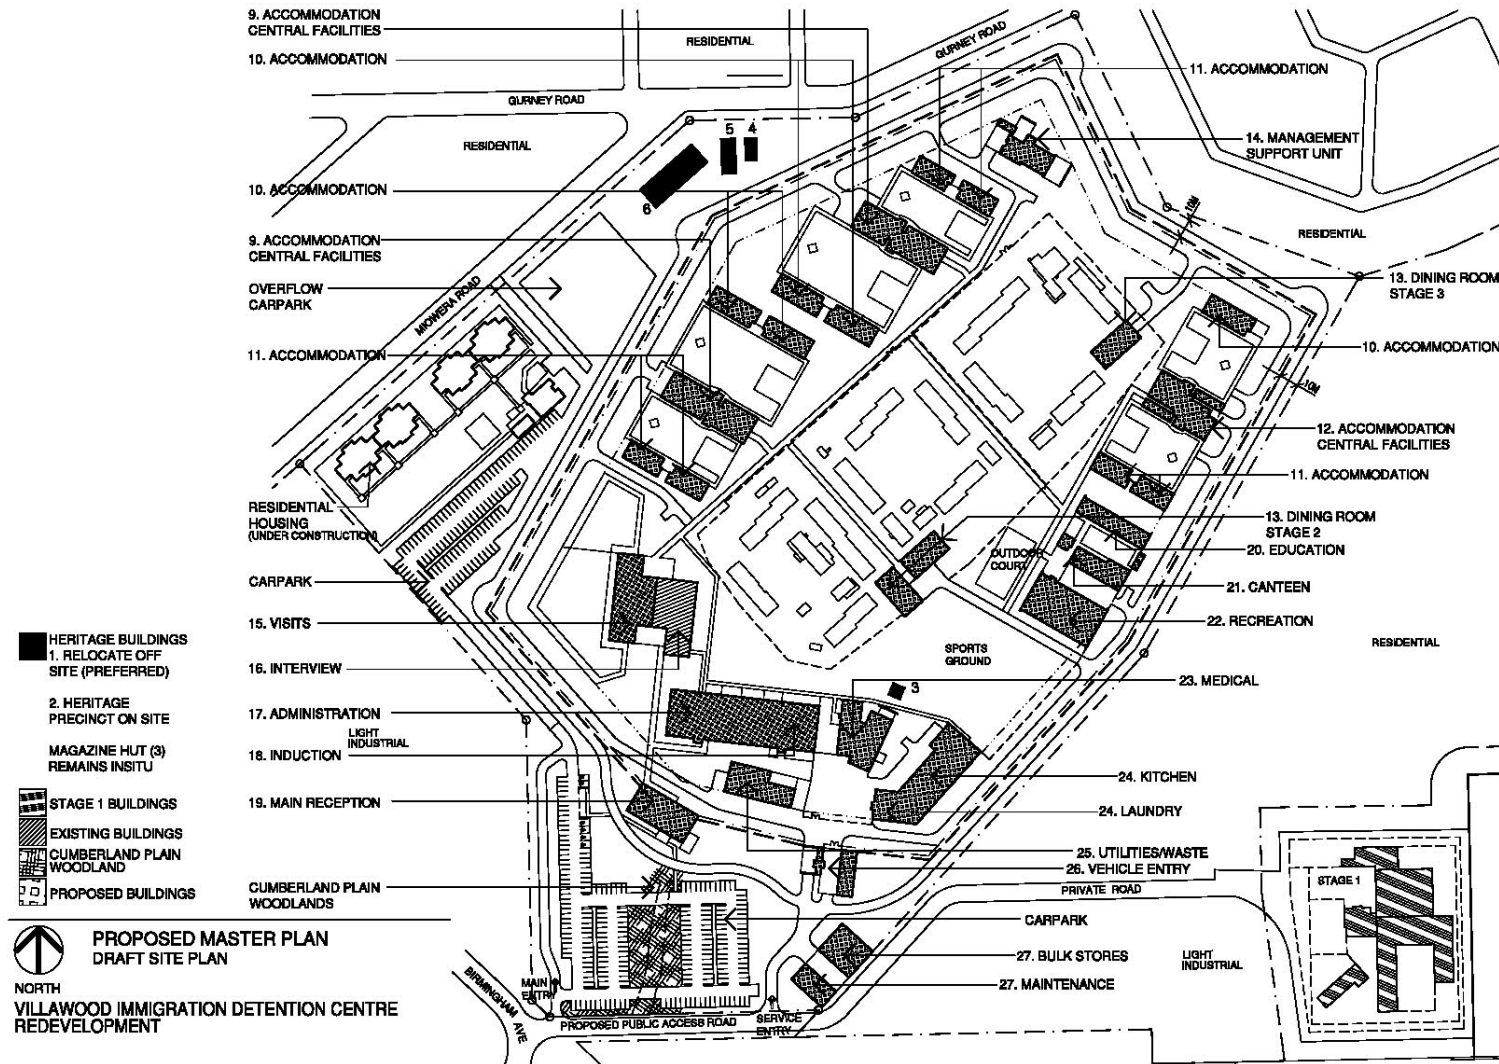 9. ACCOMMODATION
CENTRAL FACILITIES
10. ACCOMMODATION
RESIDENTIAL
GURNEY ROAD
11. ACCOMMODATION
GURNEY ROAD
RESIDENTIAL
5
4
6
14. MANAGEMENT
SUPPORT UNIT
10. ACCOMMODATION
10M
RESIDENTIAL
9. ACCOMMODATION
CENTRAL FACILITIES
OVERFLOW
CARPARK
MIOWERA ROAD
13. DINING ROOM
STAGE 3
11. ACCOMMODATION
10. ACCOMMODATION
10M
12. ACCOMMODATION
CENTRAL FACILITIES
11. ACCOMMODATION
RESIDENTIAL
HOUSING
(UNDER CONSTRUCTION)
13. DINING ROOM
STAGE 2
OUTDOOR
COURT
20. EDUCATION
CARPARK
21. CANTEEN
15. VISITS
22. RECREATION
RESIDENTIAL
SPORTS
GROUND
16. INTERVIEW
3
23. MEDICAL
17. ADMINISTRATION
LIGHT
INDUSTRIAL
18. INDUCTION
24. KITCHEN
19. MAIN RECEPTION
24. LAUNDRY
25. UTILITIES/WASTE
26. VEHICLE ENTRY
PRIVATE ROAD
STAGE 1
CUMBERLAND PLAIN
WOODLANDS
CARPARK
27. BULK STORES
LIGHT
INDUSTRIAL
27. MAINTENANCE
MAIN
ENTRY
BIRMINGHAM AVE
PROPOSED PUBLIC ACCESS ROAD
SERVICE
ENTRY
HERITAGE BUILDINGS
1. RELOCATE OFF
SITE (PREFERRED)
2. HERITAGE
PRECINCT ON SITE
MAGAZINE HUT (3)
REMAINS INSITU
STAGE 1 BUILDINGS
EXISTING BUILDINGS
CUMBERLAND PLAIN
WOODLAND
PROPOSED BUILDINGS
PROPOSED MASTER PLAN
DRAFT SITE PLAN
NORTH
VILLAWOOD IMMIGRATION DETENTION CENTRE
REDEVELOPMENT